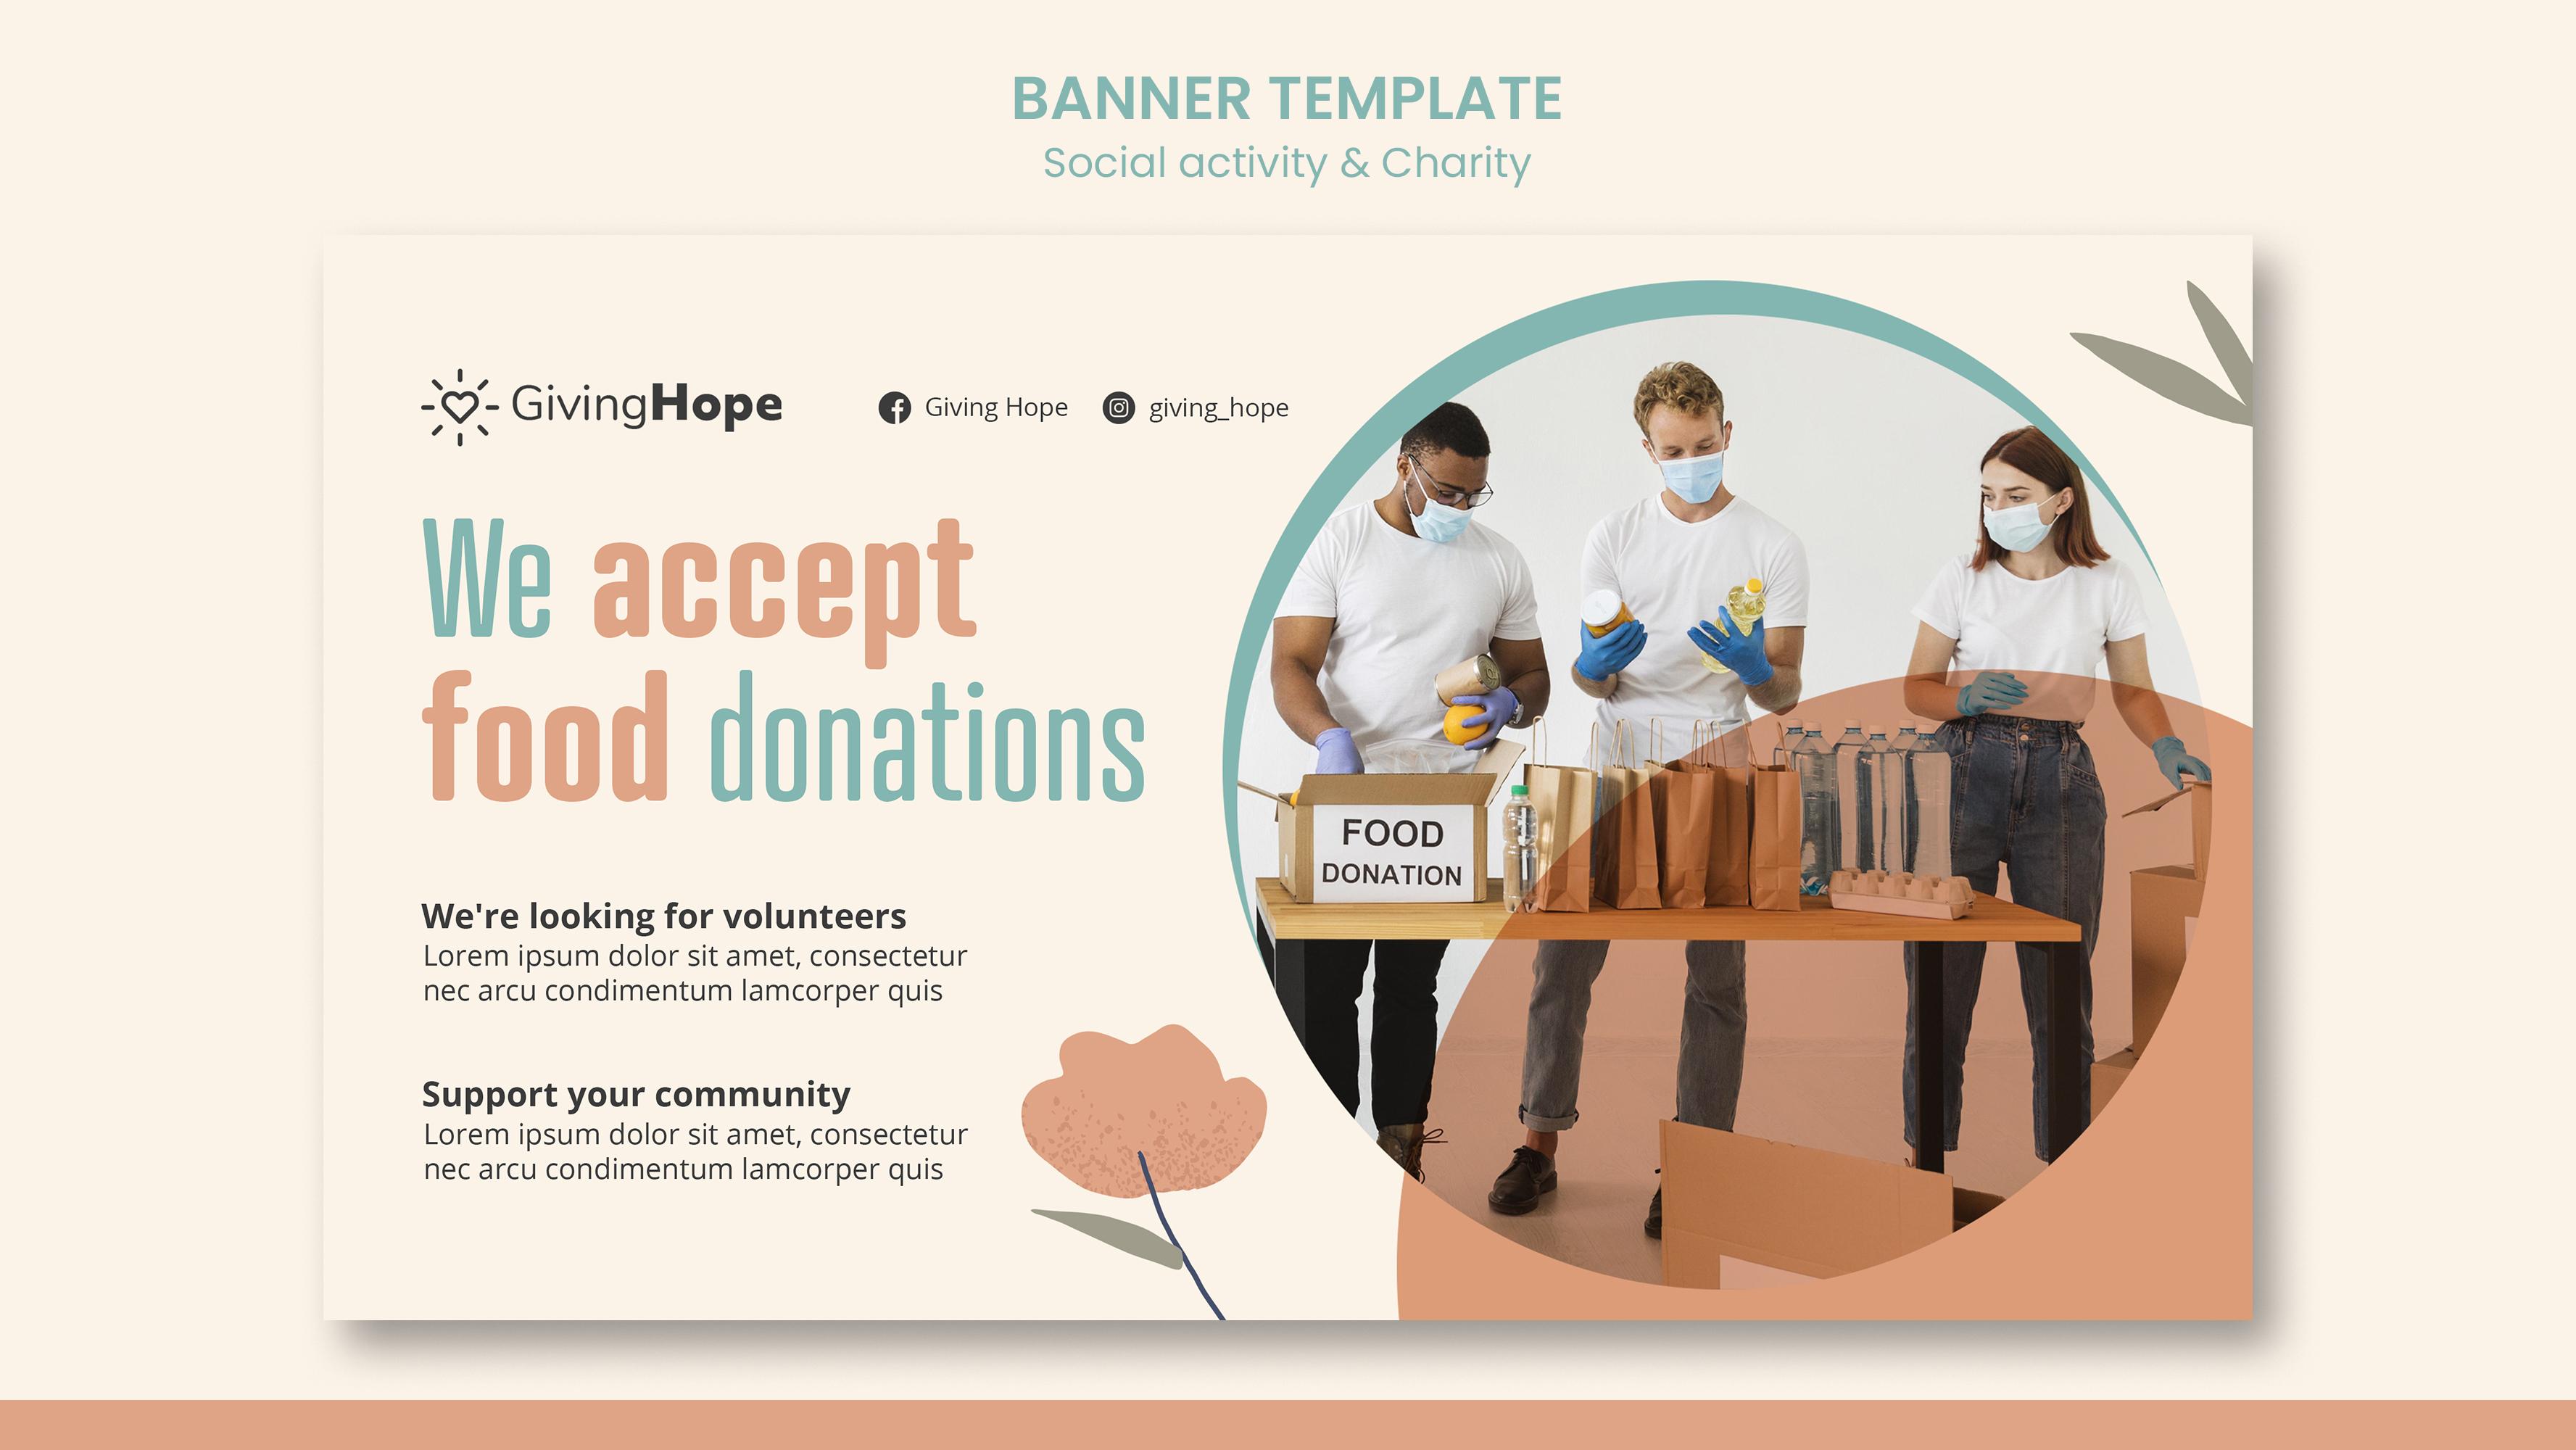 BANNER TEMPLATE
Social activity & Charity
GivingHope
Giving Hope
giving_hope
We accept
food donations
We're looking for volunteers
Lorem ipsum dolor sit amet, consectetur
nec arcu condimentum lamcorper quis
Support your community
Lorem ipsum dolor sit amet, consectetur
nec arcu condimentum lamcorper quis
FOOD
DONATION